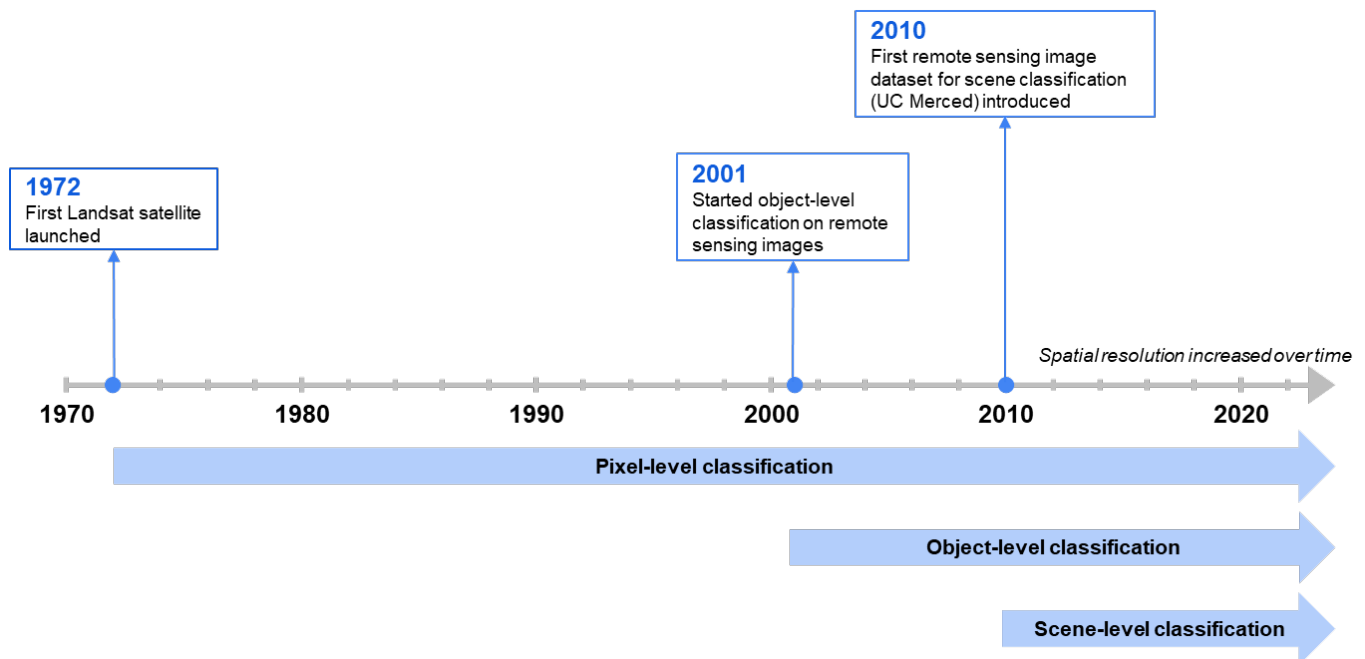 2010
First remote sensing image
dataset for scene classification
(UC Merced) introduced
2001
Started object-level
classification on remote
sensing images
1972
First Landsat satellite
launched
Spatial resolution increased over time
1970 1980 1990 2000 2010 2020
Pixel-level classification
Object-level classification
Scene-level classification